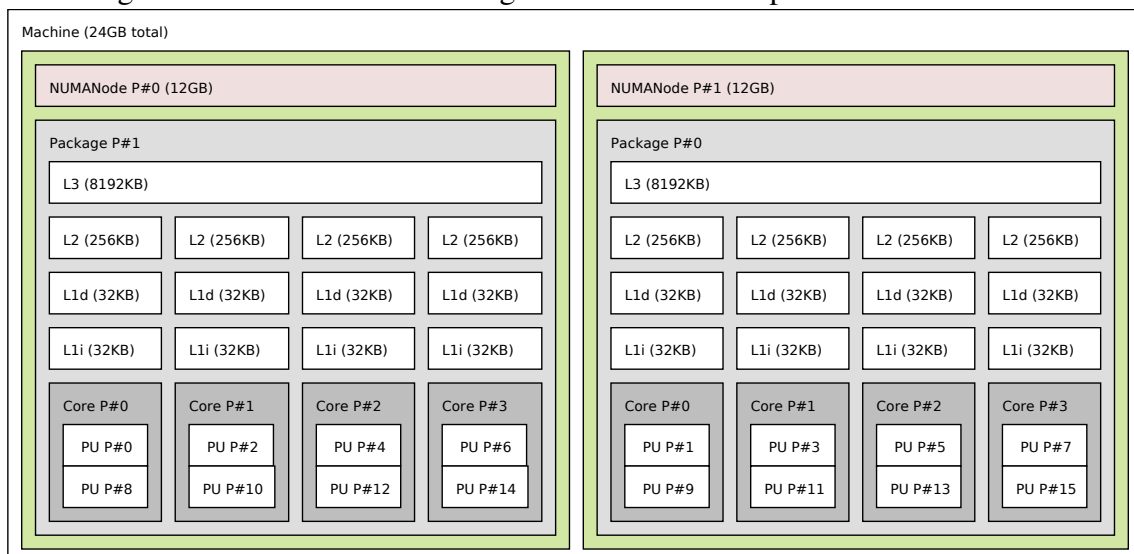 Machine (24GB total)
NUMANode P#0 (12GB)
Package P#1
L3 (8192KB)
L2 (256KB) L2 (256KB) L2 (256KB) L2 (256KB)
L1d (32KB) L1d (32KB) L1d (32KB) L1d (32KB)
L1i (32KB) L1i (32KB) L1i (32KB) L1i (32KB)
Core P#0 Core P#1 Core P#2 Core P#3
PU P#0 PU P#2 PU P#4 PU P#6
PU P#8 PU P#10 PU P#12 PU P#14
NUMANode P#1 (12GB)
Package P#0
L3 (8192KB)
L2 (256KB) L2 (256KB) L2 (256KB) L2 (256KB)
L1d (32KB) L1d (32KB) L1d (32KB) L1d (32KB)
L1i (32KB) L1i (32KB) L1i (32KB) L1i (32KB)
Core P#0 Core P#1 Core P#2 Core P#3
PU P#1 PU P#3 PU P#5 PU P#7
PU P#9 PU P#11 PU P#13 PU P#15